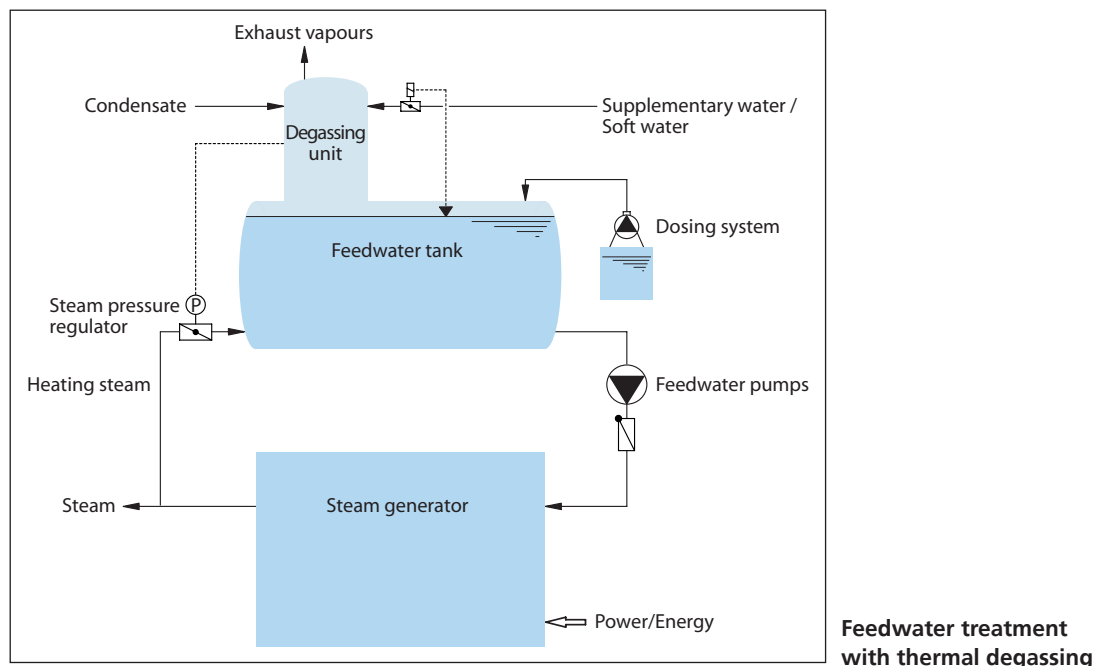 Exhaust vapours
Condensate
Supplementary water /
Soft water
Degassing
unit
Dosing system
Feedwater tank
Steam pressure
regulator
P
Heating steam
Feedwater pumps
Steam
Steam generator
Power/Energy
Feedwater treatment
with thermal degassing